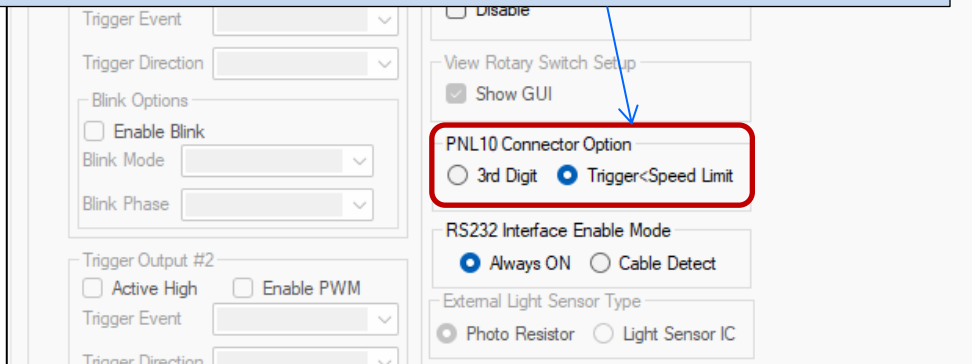 Trigger Event
Trigger Direction
Blink Options
Enable Blink
Blink Mode
Blink Phase
Trigger Output #2
Active High
Enable PWM
Trigger Event
Trigger Direction
Disable
View Rotary Switch Setup
Show GUI
PNL10 Connector Option
3rd Digit
Trigger<Speed Limit
RS232 Interface Enable Mode
Always ON
Cable Detect
External Light Sensor Type
Photo Resistor
Light Sensor IC